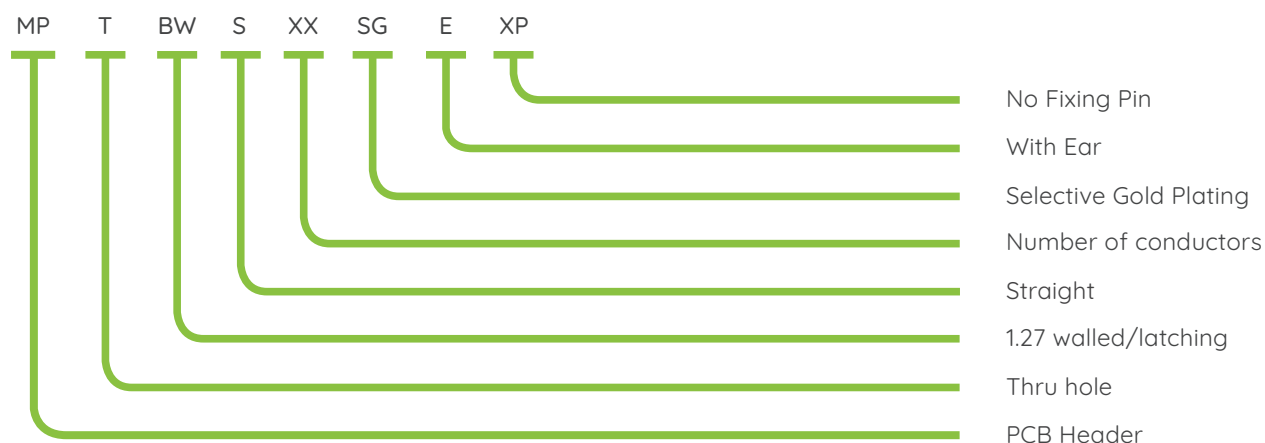 MP T BW S XX SG E XP
No Fixing Pin
With Ear
Selective Gold Plating
Number of conductors
Straight
1.27 walled/latching
Thru hole
PCB Header